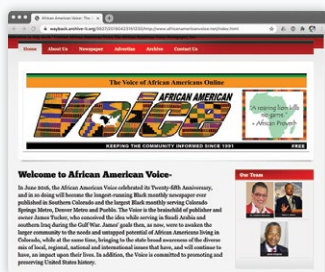 African American Voice: The
wayback.archive-it.org/
Home About Us Newspaper Advertise Archive Contact Us
The Voice of African Americans Online
AFRICAN AMERICAN
Voice
"A roaring lion kills
no game."
- African Proverb
KEEPING THE COMMUNITY INFORMED SINCE 1991
FREE
Welcome to African American Voice-
Our Team
In June 2016, the African American Voice celebrated its Twenty-fifth Anniversary,
and in so doing will become the longest-running Black monthly newspaper ever
published in Southern Colorado and the largest Black monthly serving Colorado
Springs Metro, Denver Metro and Pueblo. The Voice is the brainchild of publisher and
owner James Tucker, who conceived the idea while serving in Saudi Arabia and
southern Iraq during the Gulf War. James' goals then, as now, were to awaken the
larger community to the needs and untapped potential of African Americans living in
Colorado, while at the same time, bringing to the state broad awareness of the diverse
mix of local, regional, national and international issues that have, and will continue to
have, an impact upon their lives. In addition, the Voice is committed to promoting and
preserving United States history.